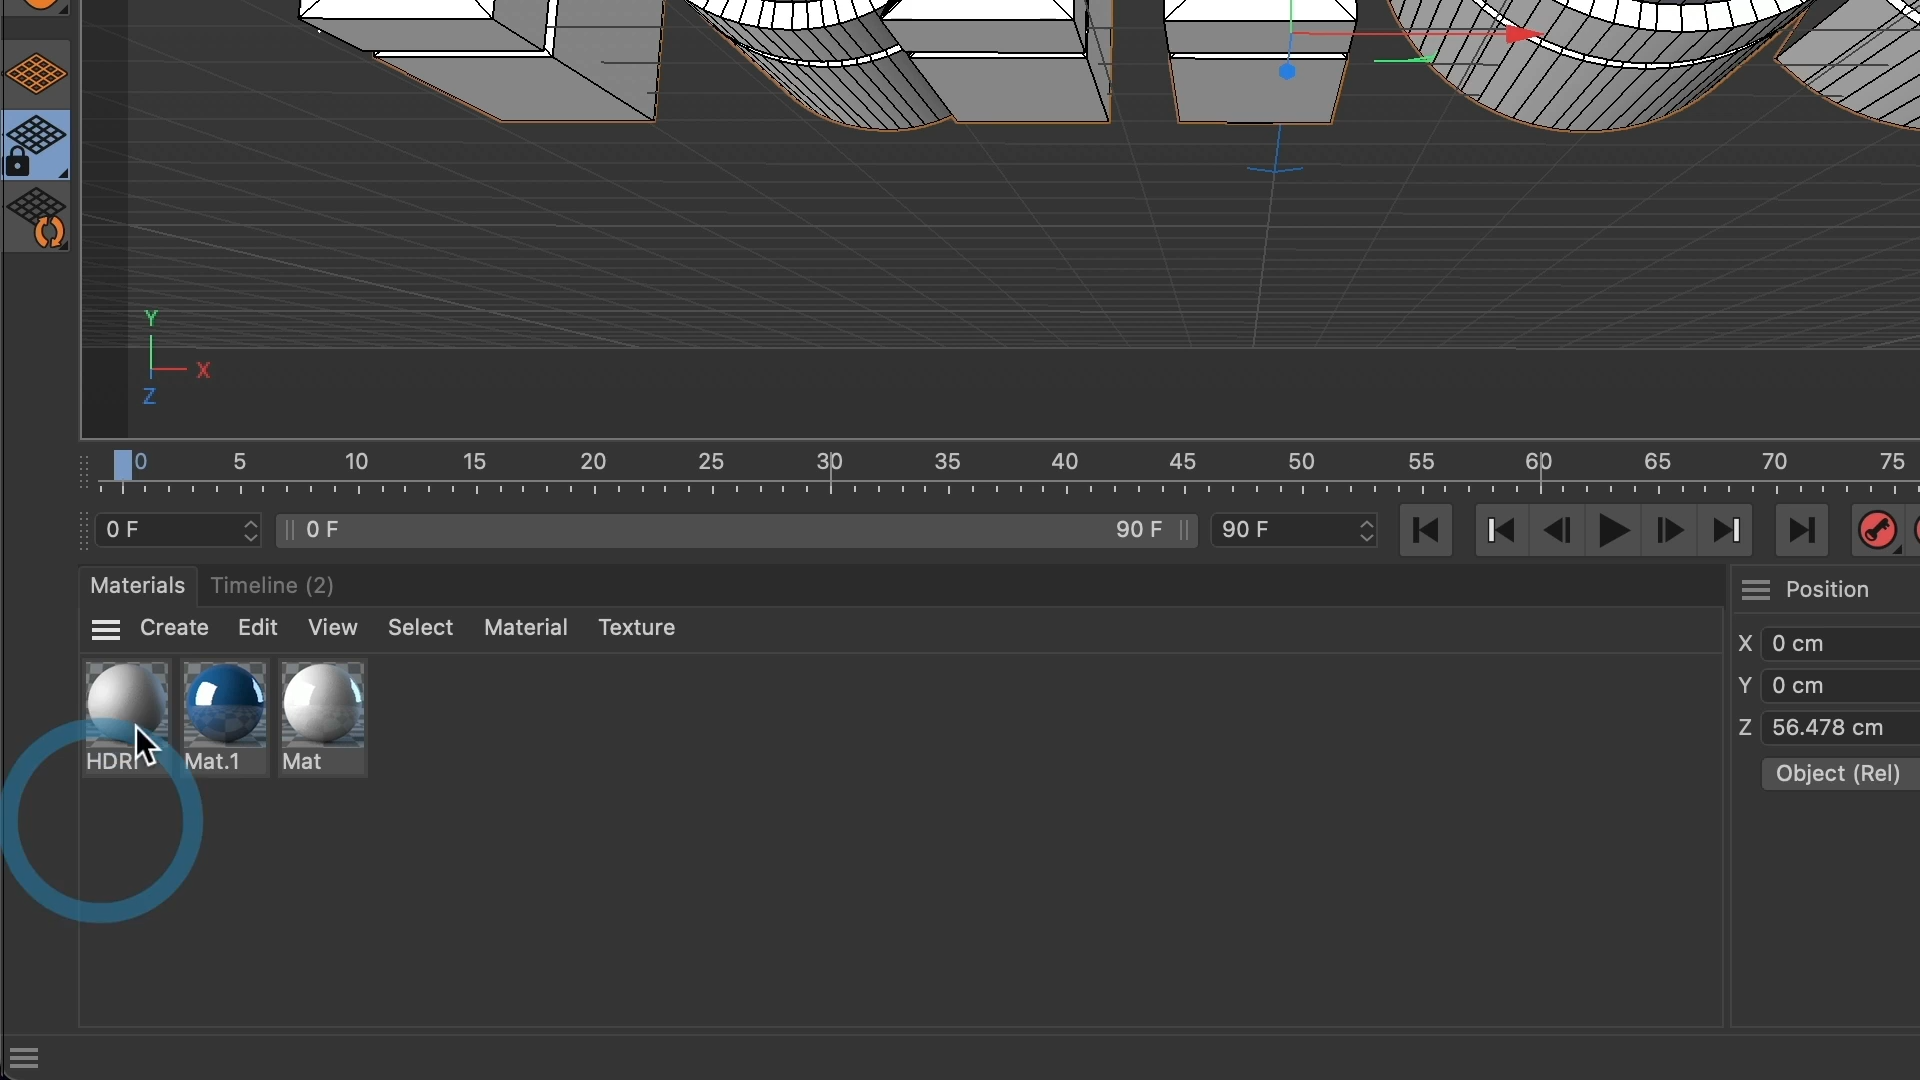 Y
X
Z
0 5 10 15 20 25 30 35 40 45 50 55 60 65 70 75
0 F 0 F 90 F 90 F
Materials Timeline (2)
Position
Create Edit View Select Material Texture
X 0 cm
Y 0 cm
Z 56.478 cm
HDRI Mat.1 Mat
Object (Rel)